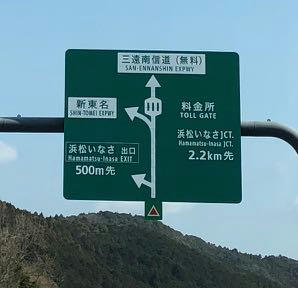 三遠南信道（無料）
SAN-ENNANSHIN EXPWY
新東名
SHIN-TOMEI EXPWY
料金所
TOLL GATE
浜松いなさJCT.
Hamamatsu-Inasa JCT.
2.2km先
浜松いなさ 出口
Hamamatsu-Inasa EXIT
500m先